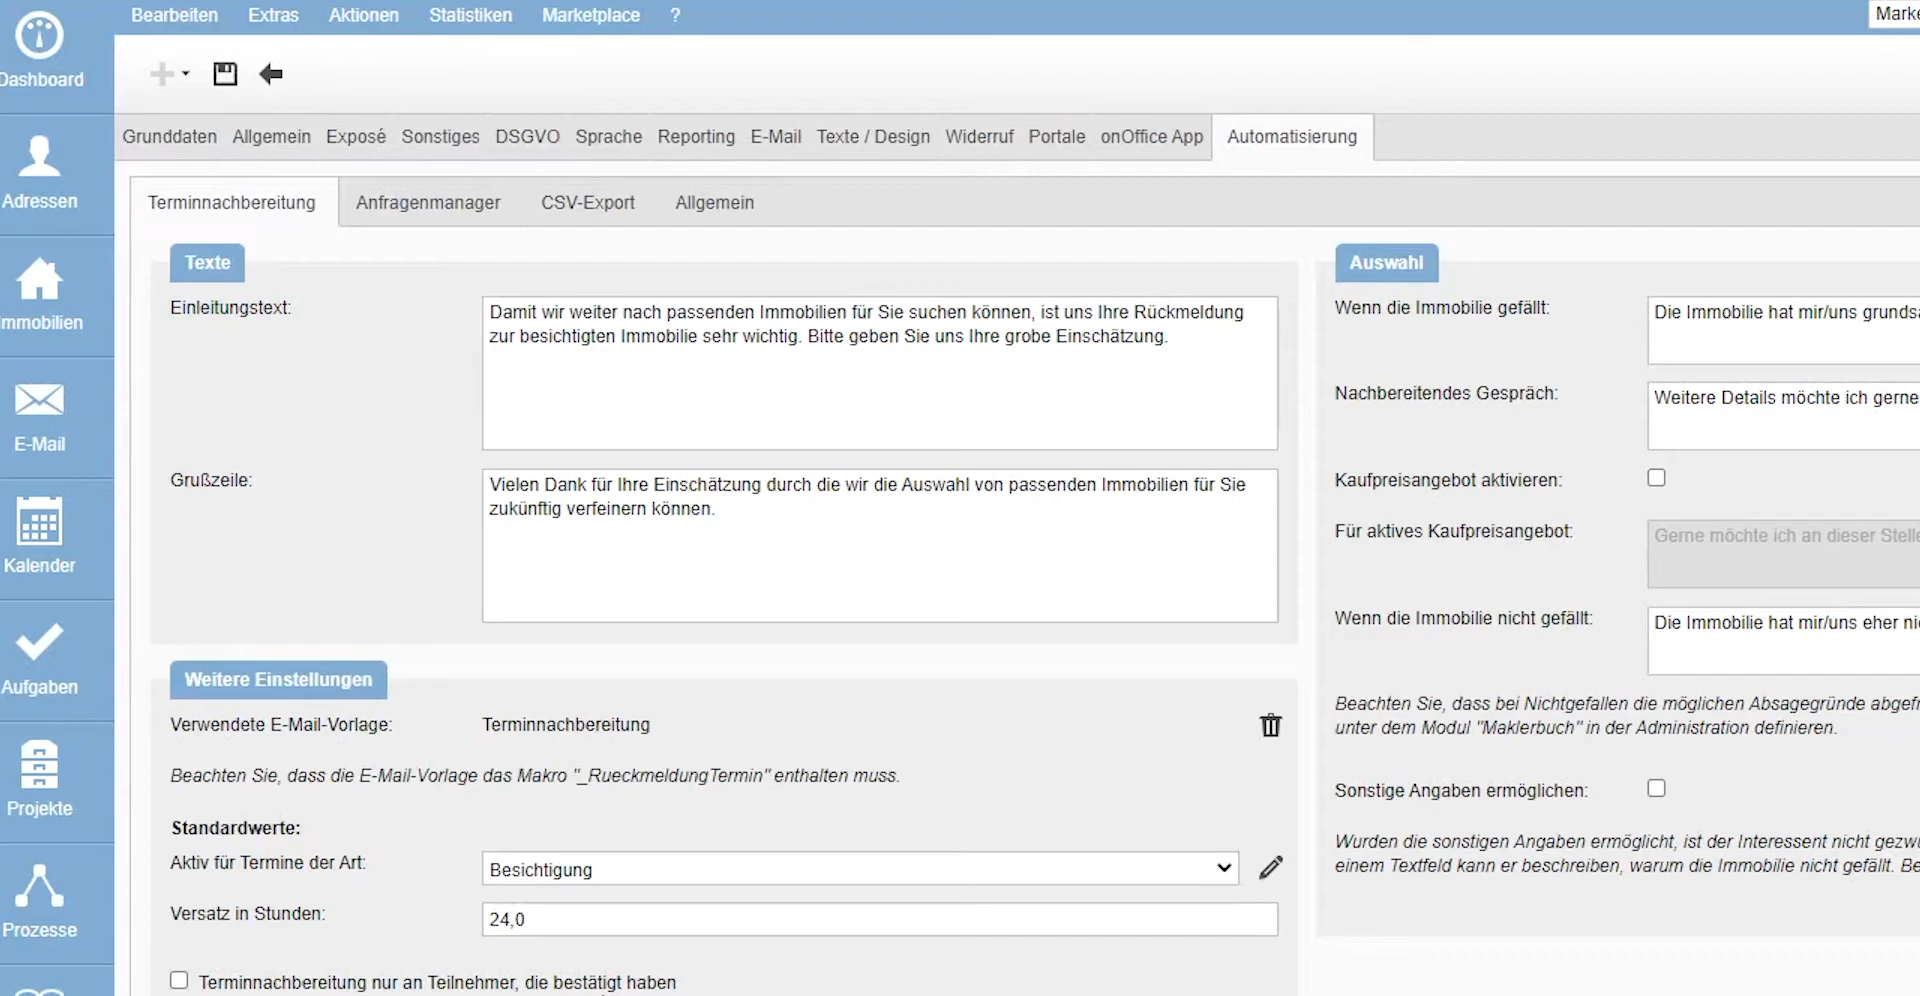 Bearbeiten Extras Aktionen Statistiken Marketplace ?
Dashboard
Grunddaten Allgemein Exposé Sonstiges DSGVO Sprache Reporting E-Mail Texte / Design Widerruf Portale onOffice App Automatisierung
Adressen
Terminnachbereitung Anfragenmanager CSV-Export Allgemein
Texte
Einleitungstext:
Damit wir weiter nach passenden Immobilien für Sie suchen können, ist uns Ihre Rückmeldung
zur besichtigten Immobilie sehr wichtig. Bitte geben Sie uns Ihre grobe Einschätzung.
Immobilien
E-Mail
Grußzeile:
Vielen Dank für Ihre Einschätzung durch die wir die Auswahl von passenden Immobilien für Sie
zukünftig verfeinern können.
Kalender
Aufgaben
Weitere Einstellungen
Verwendete E-Mail-Vorlage: Terminnachbereitung
Beachten Sie, dass die E-Mail-Vorlage das Makro "_RueckmeldungTermin" enthalten muss.
Projekte
Standardwerte:
Aktiv für Termine der Art: Besichtigung
Versatz in Stunden: 24,0
Prozesse
Terminnachbereitung nur an Teilnehmer, die bestätigt haben
Auswahl
Wenn die Immobilie gefällt: Die Immobilie hat mir/uns
Nachbereitendes Gespräch: Weitere Details möchte ich gerne
Kaufpreisangebot aktivieren:
Für aktives Kaufpreisangebot: Gerne möchte ich an dieser Stelle
Wenn die Immobilie nicht gefällt: Die Immobilie hat mir/uns eher
Beachten Sie, dass bei Nichtgefallen die möglichen Absagegründe
unter dem Modul "Maklerbuch" in der Administration definieren.
Sonstige Angaben ermöglichen:
Wurden die sonstigen Angaben ermöglicht, ist der Interessent nicht
einem Textfeld kann er beschreiben, warum die Immobilie nicht gefällt.